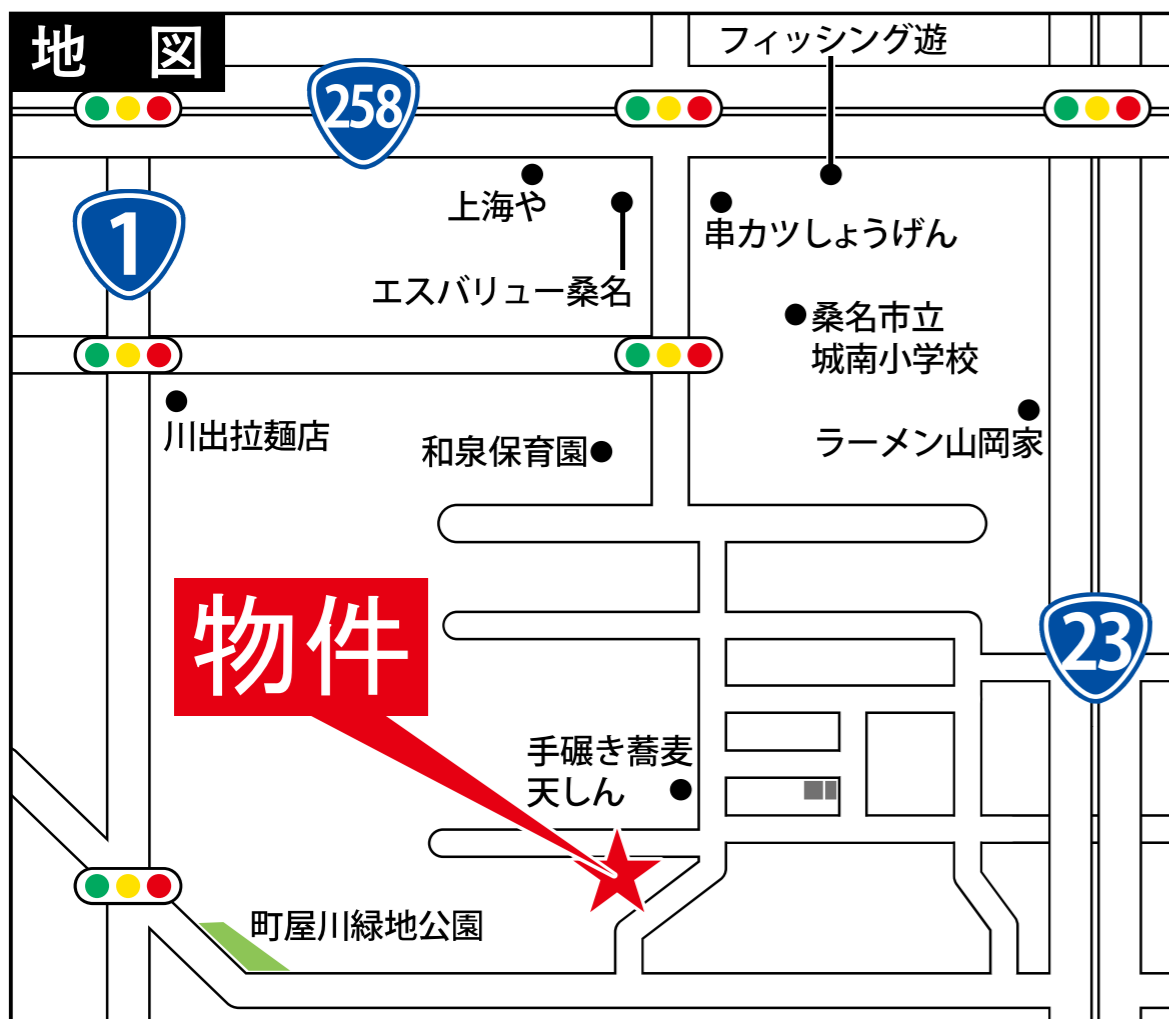 地 図
フィッシング遊
258
上海や
串カツしょうげん
1
エスバリュー桑名
桑名市立
城南小学校
川出拉麺店
和泉保育園
ラーメン山岡家
物件
23
手碾き蕎麦
天しん
町屋川緑地公園